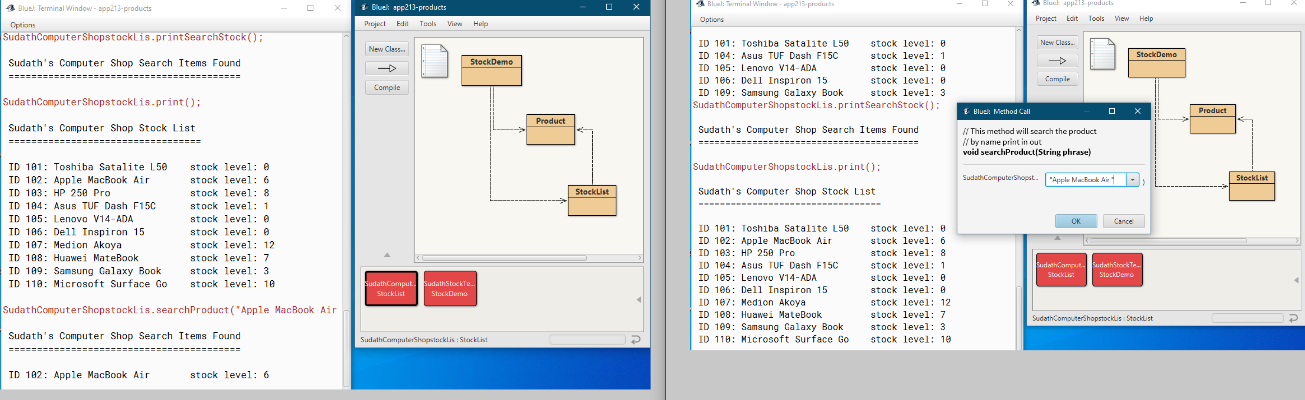 BlueJ: Terminal Window - app213-products
Options
SudathComputerShopstockLis.printSearchStock();
Sudath's Computer Shop Search Items Found
========================================
SudathComputerShopstockLis.print();
Sudath's Computer Shop Stock List
=================================
ID 101: Toshiba Satalite L50 stock level: 0
ID 102: Apple MacBook Air stock level: 6
ID 103: HP 250 Pro stock level: 8
ID 104: Asus TUF Dash F15C stock level: 1
ID 105: Lenovo V14-ADA stock level: 0
ID 106: Dell Inspiron 15 stock level: 0
ID 107: Medion Akoya stock level: 12
ID 108: Huawei MateBook stock level: 7
ID 109: Samsung Galaxy Book stock level: 3
ID 110: Microsoft Surface Go stock level: 10
SudathComputerShopstockLis.searchProduct("Apple MacBook Air
Sudath's Computer Shop Search Items Found
========================================
ID 102: Apple MacBook Air stock level: 6
BlueJ: app213-products
Project Edit Tools View Help
New Class...
Compile
StockDemo
Product
StockList
SudathComput...
StockList
SudathStockTe...
StockDemo
SudathComputerShopstockLis : StockList
BlueJ: Terminal Window - app213-products
Options
ID 101: Toshiba Satalite L50 stock level: 0
ID 104: Asus TUF Dash F15C stock level: 1
ID 105: Lenovo V14-ADA stock level: 0
ID 106: Dell Inspiron 15 stock level: 0
ID 109: Samsung Galaxy Book stock level: 3
SudathComputerShopstockLis.printSearchStock();
Sudath's Computer Shop Search Items Found
========================================
SudathComputerShopstockLis.print();
Sudath's Computer Shop Stock List
=================================
ID 101: Toshiba Satalite L50 stock level: 0
ID 102: Apple MacBook Air stock level: 6
ID 103: HP 250 Pro stock level: 8
ID 104: Asus TUF Dash F15C stock level: 1
ID 105: Lenovo V14-ADA stock level: 0
ID 106: Dell Inspiron 15 stock level: 0
ID 107: Medion Akoya stock level: 12
ID 108: Huawei MateBook stock level: 7
ID 109: Samsung Galaxy Book stock level: 3
ID 110: Microsoft Surface Go stock level: 10
BlueJ: app213-products
Project Edit Tools View Help
New Class...
Compile
StockDemo
Product
StockList
BlueJ: Method Call
// This method will search the product
// by name print in out
void searchProduct(String phrase)
SudathComputerShopst... "Apple MacBook Air " )
OK Cancel
SudathComput...
StockList
SudathStockTe...
StockDemo
SudathComputerShopstockLis : StockList